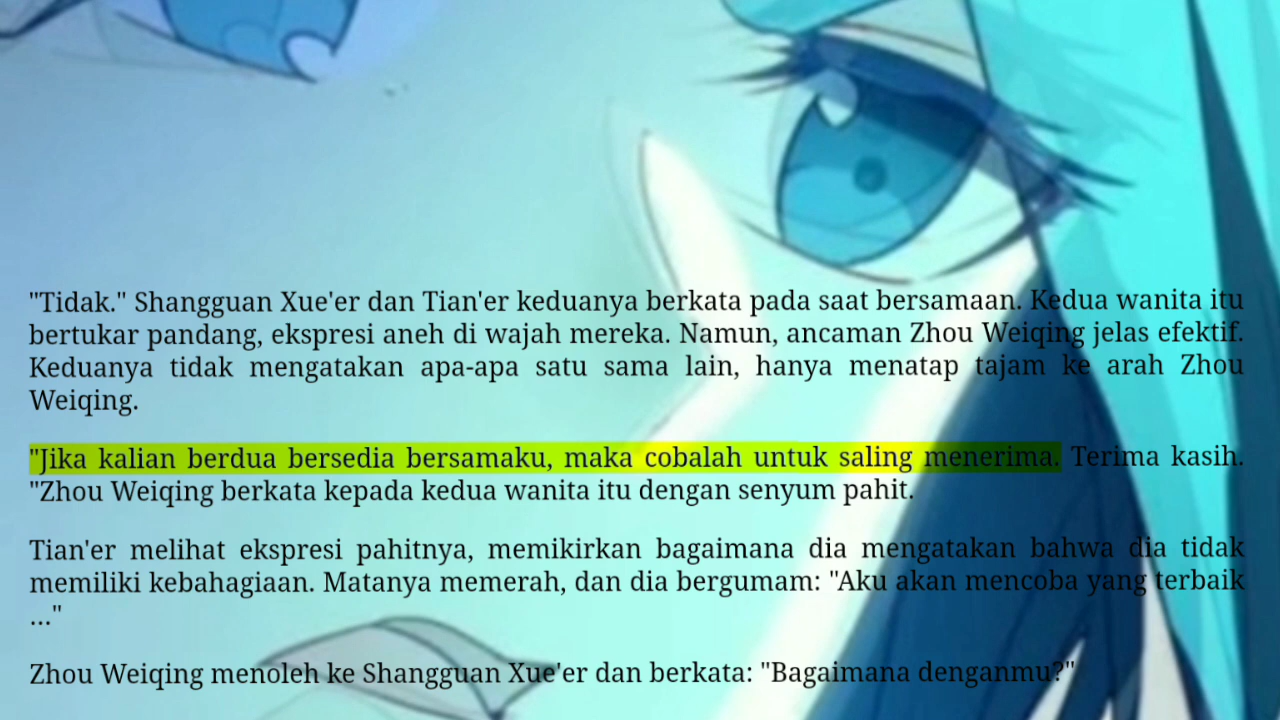 "Tidak." Shangguan Xue'er dan Tian'er keduanya berkata pada saat bersamaan. Kedua wanita itu
bertukar pandang, ekspresi aneh di wajah mereka. Namun, ancaman Zhou Weiqing jelas efektif.
Keduanya tidak mengatakan apa-apa satu sama lain, hanya menatap tajam ke arah Zhou
Weiqing.
"Jika kalian berdua bersedia bersamaku, maka cobalah untuk saling menerima. Terima kasih.
"Zhou Weiqing berkata kepada kedua wanita itu dengan senyum pahit.
Tian'er melihat ekspresi pahitnya, memikirkan bagaimana dia mengatakan bahwa dia tidak
memiliki kebahagiaan. Matanya memerah, dan dia bergumam: "Aku akan mencoba yang terbaik
..."
Zhou Weiqing menoleh ke Shangguan Xue'er dan berkata: "Bagaimana denganmu?"